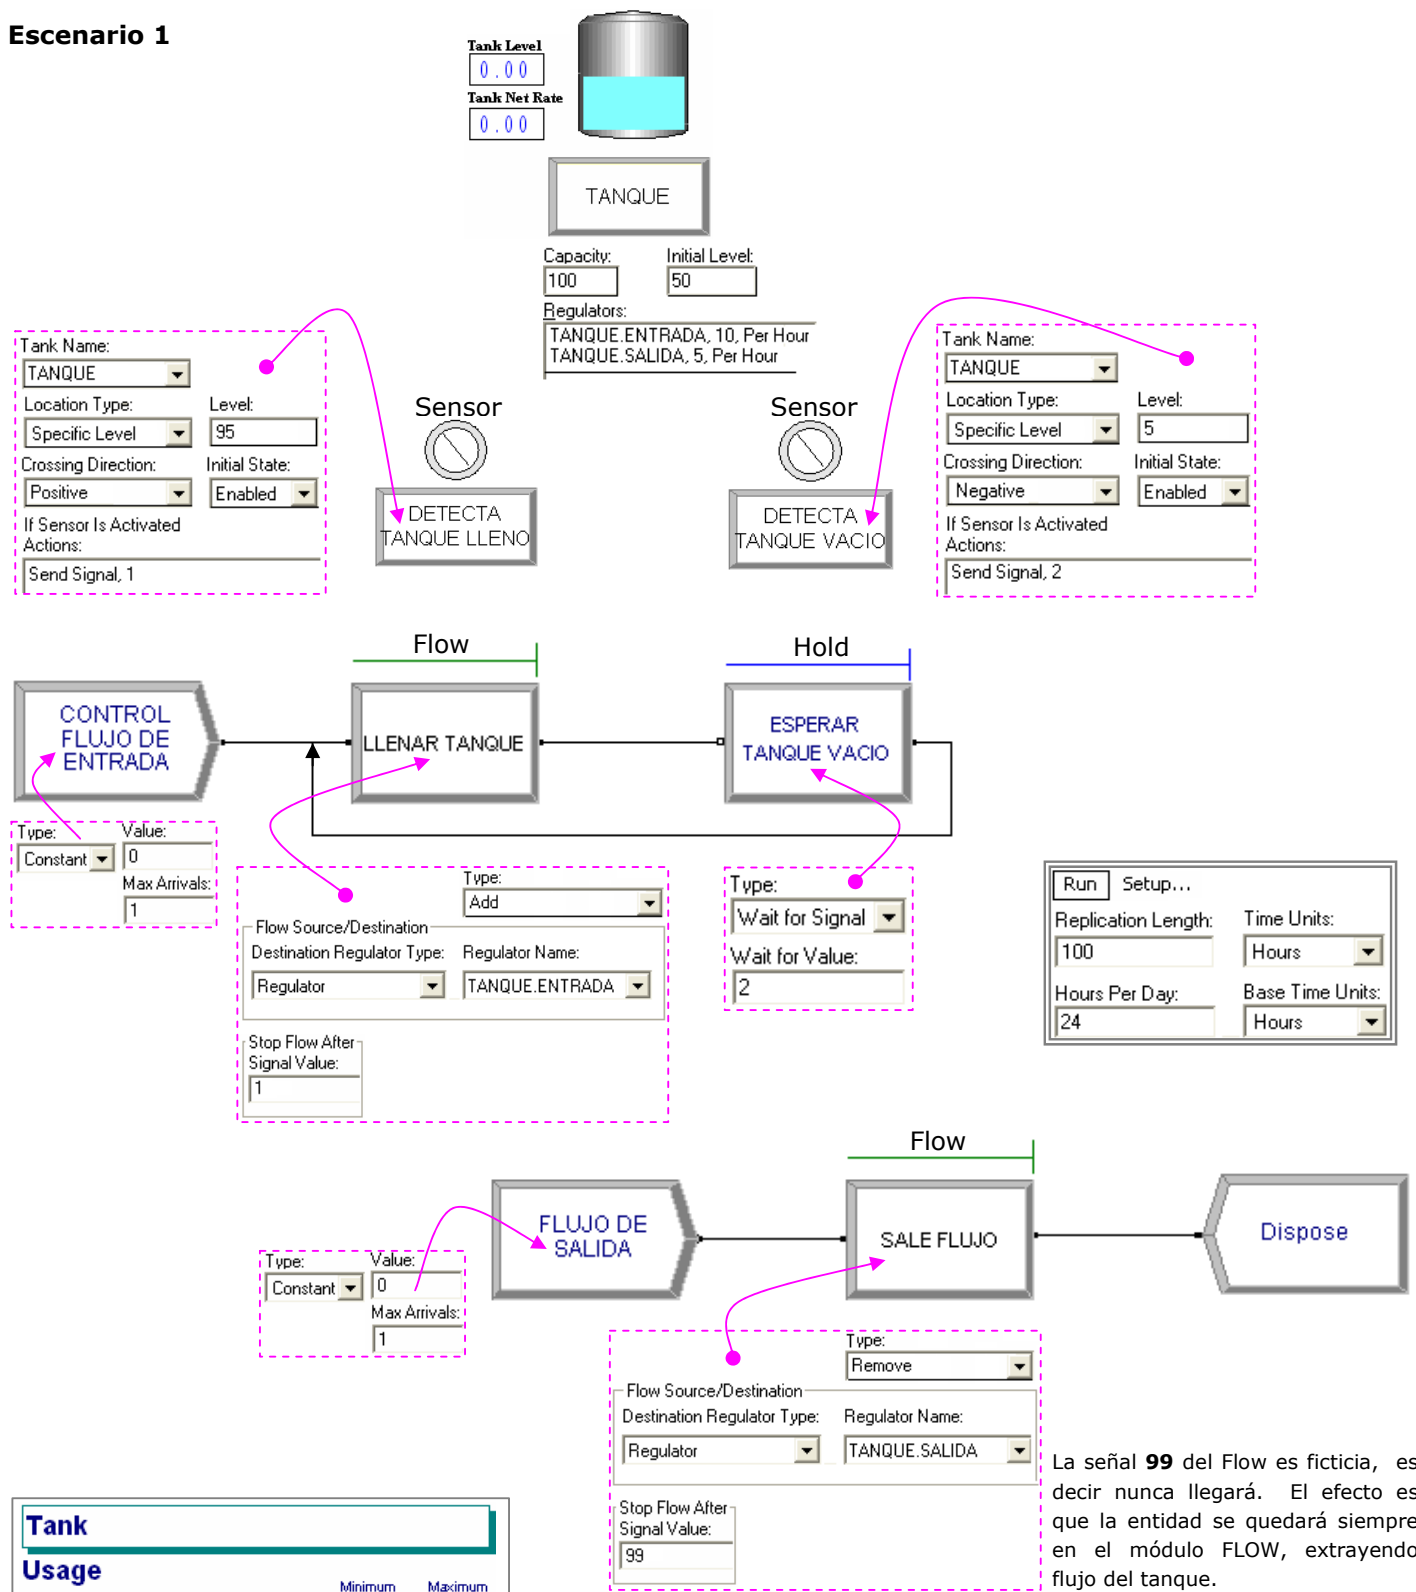 Escenario 1
Tank Level
0.00
Tank Net Rate
0.00
TANQUE
Capacity: Initial Level:
100 50
Regulators:
TANQUE.ENTRADA, 10, Per Hour
TANQUE.SALIDA, 5, Per Hour
Tank Name:
TANQUE
Location Type: Level:
Specific Level 95
Crossing Direction: Initial State:
Positive Enabled
If Sensor Is Activated
Actions:
Send Signal, 1
Sensor
DETECTA
TANQUE LLENO
Sensor
DETECTA
TANQUE VACIO
Tank Name:
TANQUE
Location Type: Level:
Specific Level 5
Crossing Direction: Initial State:
Negative Enabled
If Sensor Is Activated
Actions:
Send Signal, 2
Flow
Hold
CONTROL
FLUJO DE
ENTRADA
LLENAR TANQUE
ESPERAR
TANQUE VACIO
Type: Value:
Constant 0
Max Arrivals:
1
Type:
Add
Flow Source/Destination
Destination Regulator Type: Regulator Name:
Regulator TANQUE.ENTRADA
Stop Flow After
Signal Value:
1
Type:
Wait for Signal
Wait for Value:
2
Run Setup...
Replication Length: Time Units:
100 Hours
Hours Per Day: Base Time Units:
24 Hours
Flow
FLUJO DE
SALIDA
SALE FLUJO
Dispose
Type: Value:
Constant 0
Max Arrivals:
1
Type:
Remove
Flow Source/Destination
Destination Regulator Type: Regulator Name:
Regulator TANQUE.SALIDA
Stop Flow After
Signal Value:
99
La señal 99 del Flow es ficticia, es
decir nunca llegará. El efecto es
que la entidad se quedará siempre
en el módulo FLOW, extrayendo
flujo del tanque.
Tank
Usage
Minimum Maximum